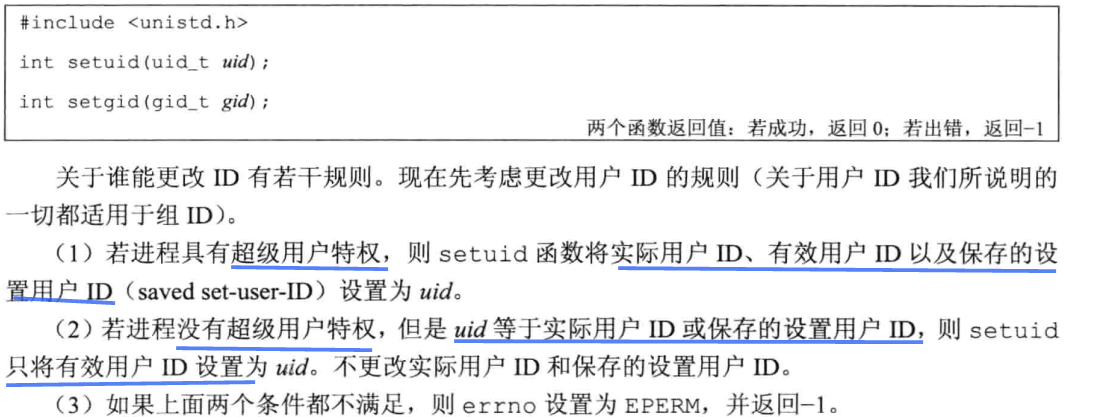 #include <unistd.h>
int setuid(uid_t uid);
int setgid(gid_t gid);
两个函数返回值：若成功，返回 0；若出错，返回−1
关于谁能更改 ID 有若干规则。现在先考虑更改用户 ID 的规则（关于用户 ID 我们所说明的
一切都适用于组 ID）。
（1）若进程具有超级用户特权，则 setuid 函数将实际用户 ID、有效用户 ID 以及保存的设
置用户 ID（saved set-user-ID）设置为 uid。
（2）若进程没有超级用户特权，但是 uid 等于实际用户 ID 或保存的设置用户 ID，则 setuid
只将有效用户 ID 设置为 uid。不更改实际用户 ID 和保存的设置用户 ID。
（3）如果上面两个条件都不满足，则 errno 设置为 EPERM，并返回−1。